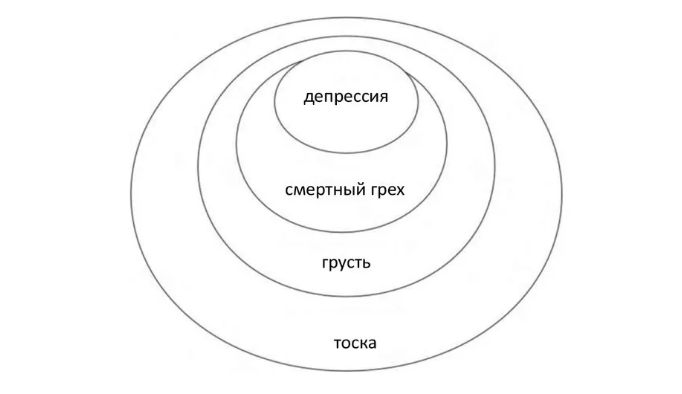 депрессия
смертный грех
грусть
тоска